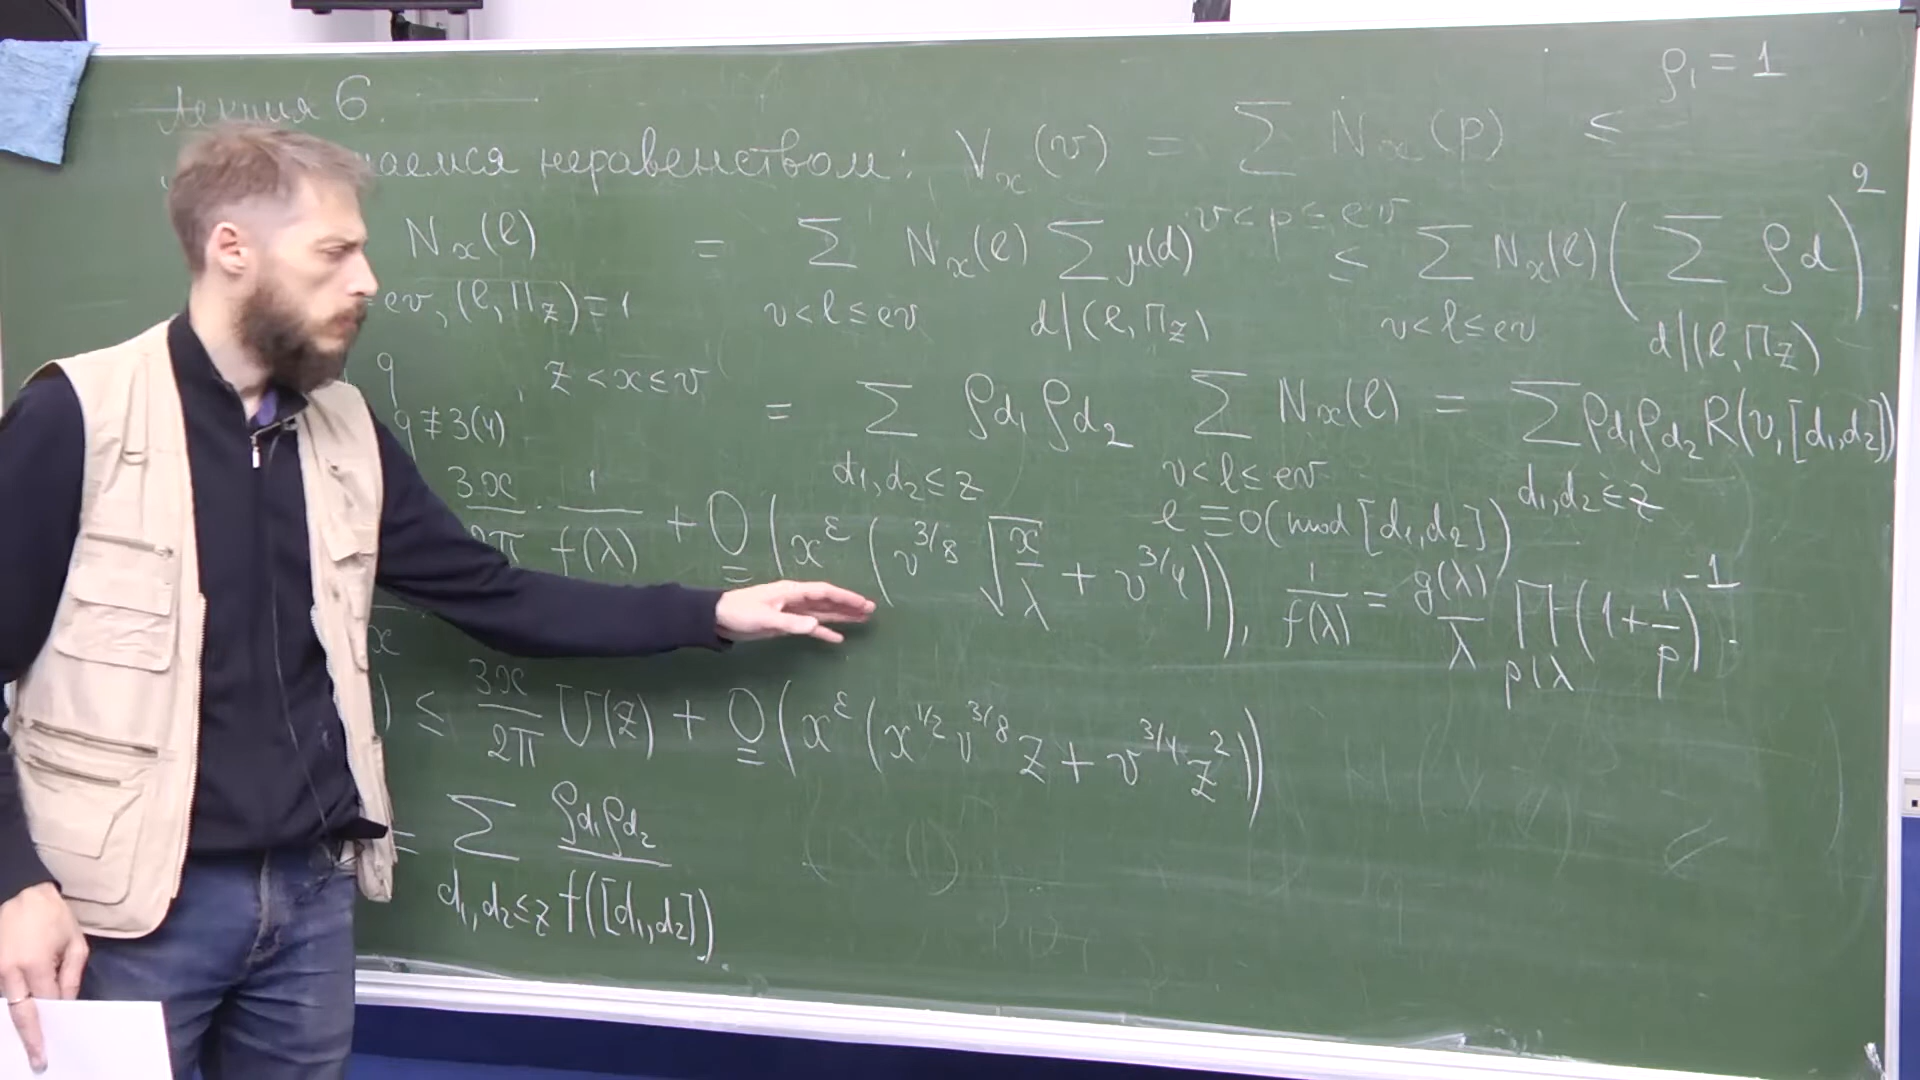 Лекция 6. ρ₁ = 1
неравенством: V_x(v) = ∑_{v<p≤ev} N_x(p) ≤
N_x(l) = ∑_{v<l≤ev} N_x(l) ∑_{d|(l,Π_z)} μ(d) ≤ ∑_{v<l≤ev} N_x(l) (∑_{d|(l,Π_z)} ρ_d)²
ev, (l,Π_z)=1
q , z<x≤v = ∑_{d₁,d₂≤z} ρ_{d₁}ρ_{d₂} ∑_{v<l≤ev, l≡0(mod [d₁,d₂])} N_x(l) = ∑_{d₁,d₂≤z} ρ_{d₁}ρ_{d₂} R(v,[d₁,d₂])
q≢3(4)
3x/2π · 1/f(λ) + O(x^ε (v^{3/8} √(x/λ) + v^{3/4})), 1/f(λ) = g(λ)/λ ∏_{p|λ} (1+1/p)^{-1}.
) ≤ 3x/2π U(z) + O(x^ε (x^{1/2} v^{3/8} z + v^{3/4} z²))
= ∑_{d₁,d₂≤z} ρ_{d₁}ρ_{d₂}/f([d₁,d₂])